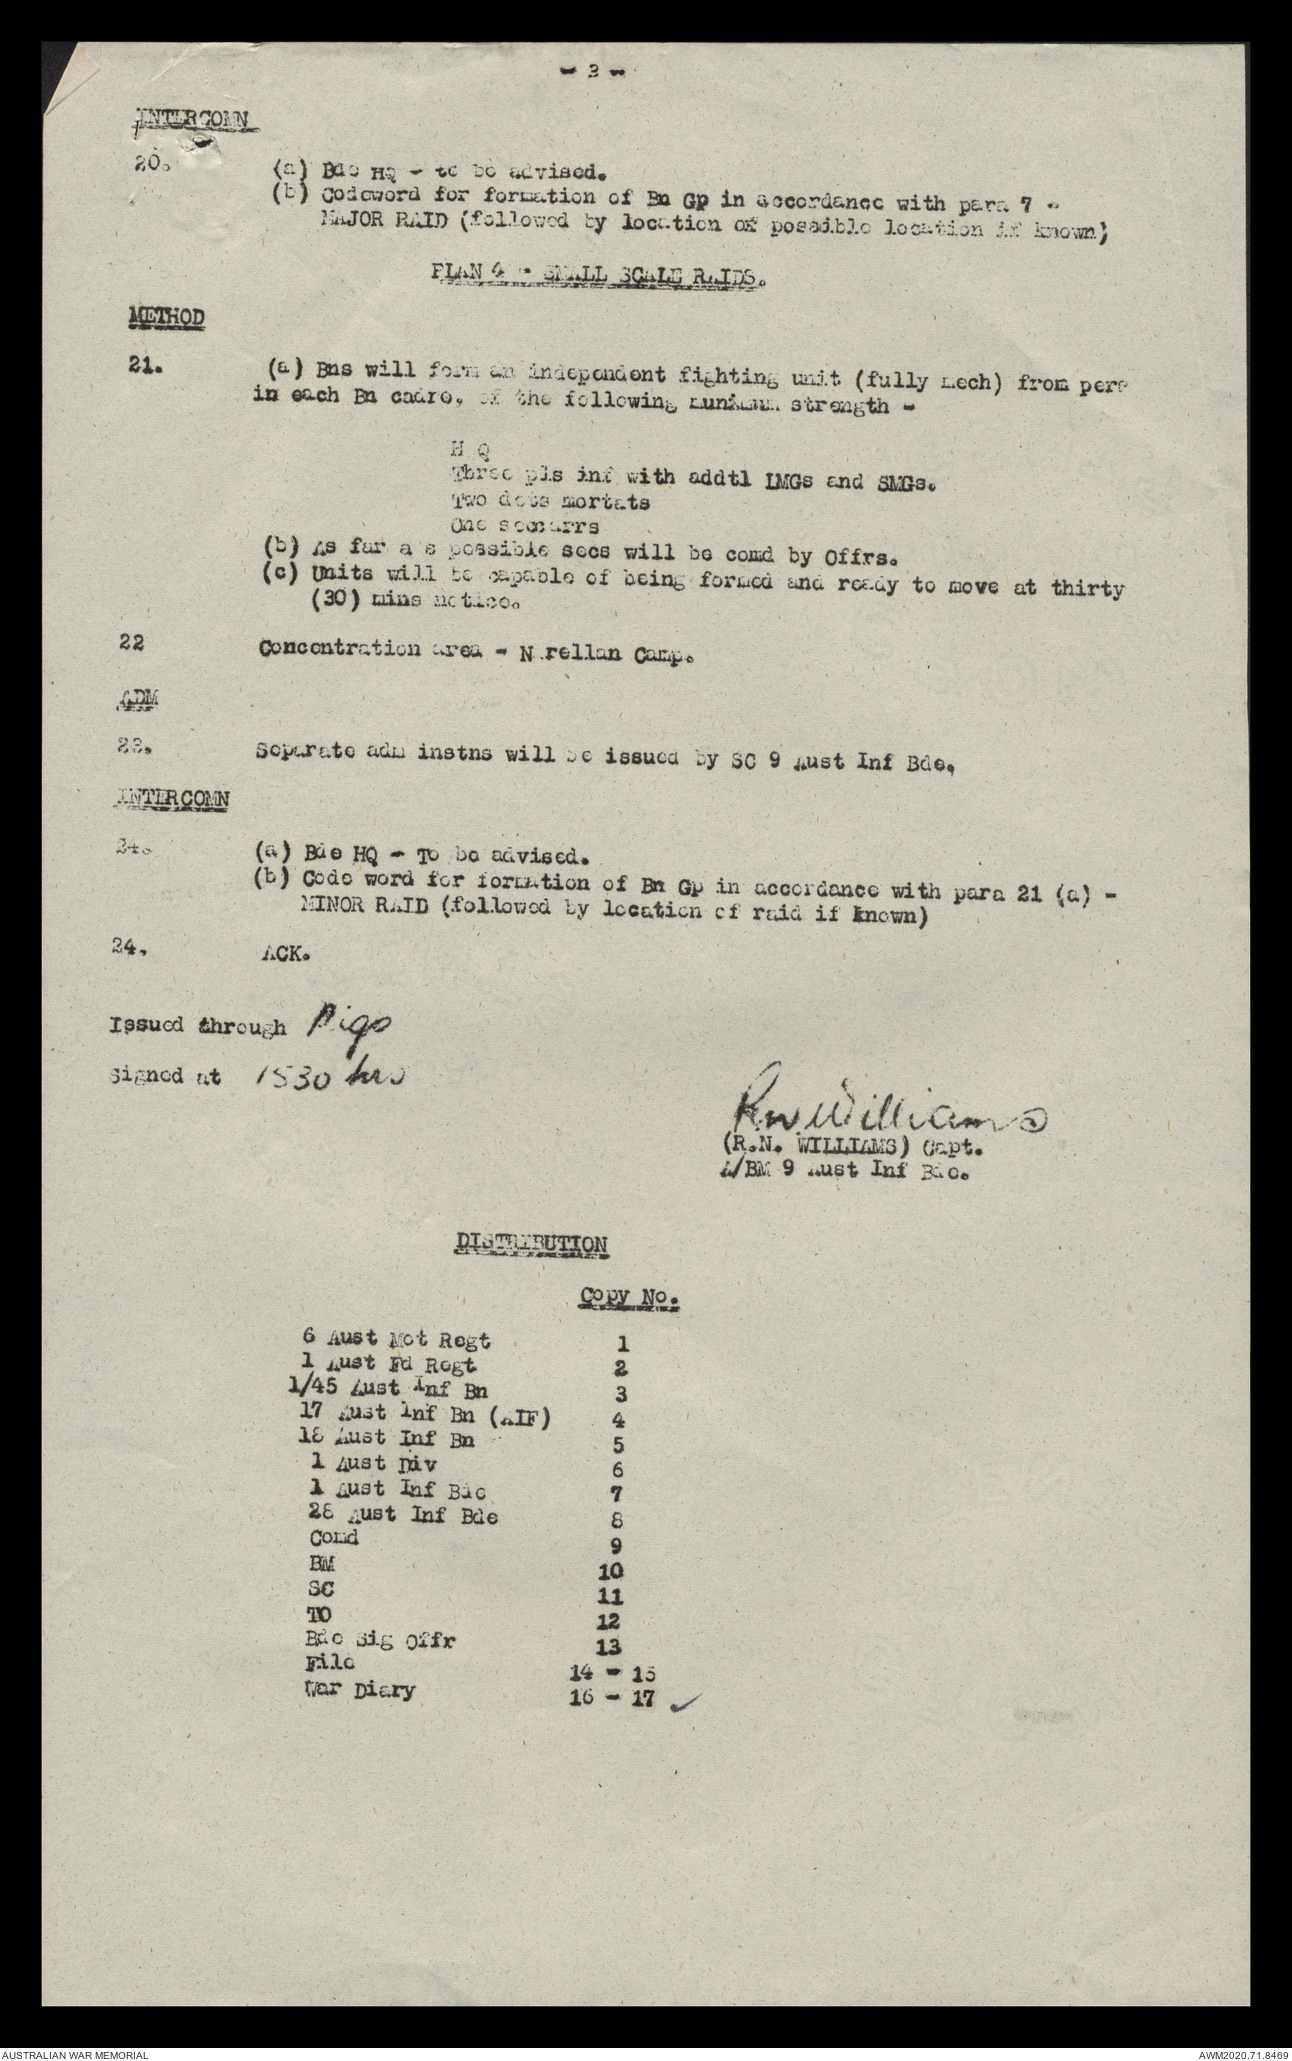 - 3 -
INTERCOMN
20. (a) Bde HQ - to be advised.
(b) Codeword for formation of Bn Gp in accordance with para 7 -
MAJOR RAID (followed by location or possible location if known)
PLAN 4 - SMALL SCALE RAIDS.
METHOD
21. (a) Bns will form an independent fighting unit (fully mech) from pers
in each Bn cadre, of the following munimum strength -
H Q
Three pls inf with addtl LMGs and SMGs.
Two dets mortats
One sec carrs
(b) As far a s possible secs will be comd by Offrs.
(c) Units will be capable of being formed and ready to move at thirty
(30) mins notice.
22 Concentration area - N rellan Camp.
ADM
23. Separate adm instns will be issued by SC 9 Aust Inf Bde.
INTERCOMN
24. (a) Bde HQ - To be advised.
(b) Code word for formation of Bn Gp in accordance with para 21 (a) -
MINOR RAID (followed by location of raid if known)
24. ACK.
Issued through Sigs
Signed at 1530 hrs
RNWilliams
(R.N. WILLIAMS) Capt.
A/BM 9 Aust Inf Bde.
DISTRIBUTION
Copy No.
6 Aust Mot Regt 1
1 Aust Fd Regt 2
1/45 Aust Inf Bn 3
17 Aust Inf Bn (AIF) 4
18 Aust Inf Bn 5
1 Aust Div 6
1 Aust Inf Bde 7
28 Aust Inf Bde 8
Comd 9
BM 10
SC 11
TO 12
Bde Sig Offr 13
File 14 - 15
War Diary 16 - 17 ✓
AUSTRALIAN WAR MEMORIAL AWM2020.71.8469